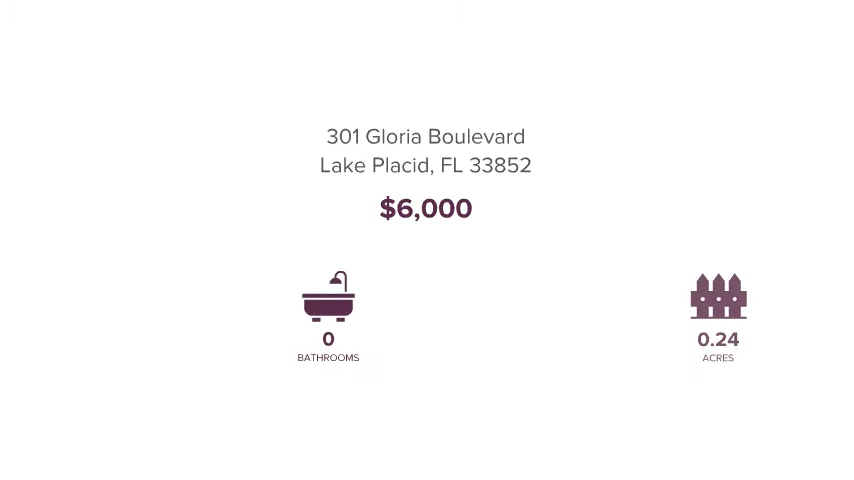 301 Gloria Boulevard
Lake Placid, FL 33852
$6,000
0
BATHROOMS
0.24
ACRES